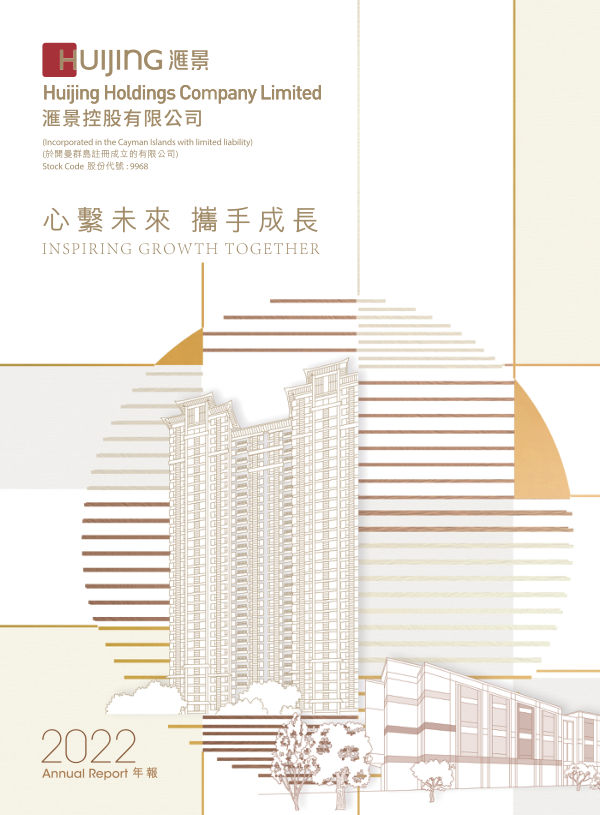 HUIJING 滙景
Huijing Holdings Company Limited
滙景控股有限公司
(Incorporated in the Cayman Islands with limited liability)
(於開曼群島註冊成立的有限公司)
Stock Code 股份代號 : 9968
心繫未來 攜手成長
INSPIRING GROWTH TOGETHER
2022
Annual Report 年報